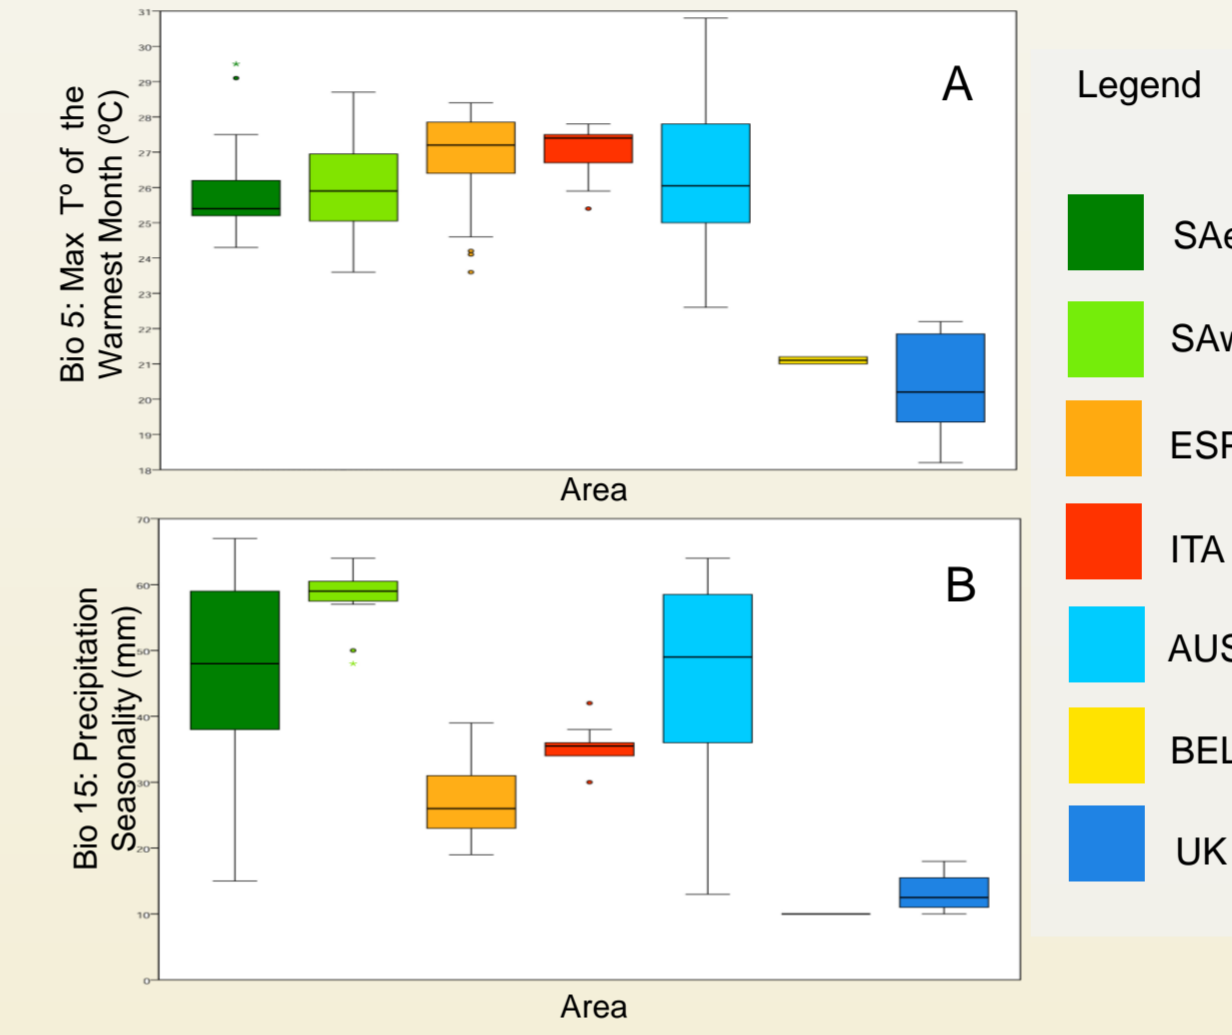 31
30
29
28
27
26
25
24
23
22
21
20
19
18
Bio 5: Max Tº of the
Warmest Month (ºC)
A
Area
70
60
50
40
30
20
10
0
Bio 15: Precipitation
Seasonality (mm)
B
Area
Legend
SAe
SAw
ESP
ITA
AUS
BEL
UK